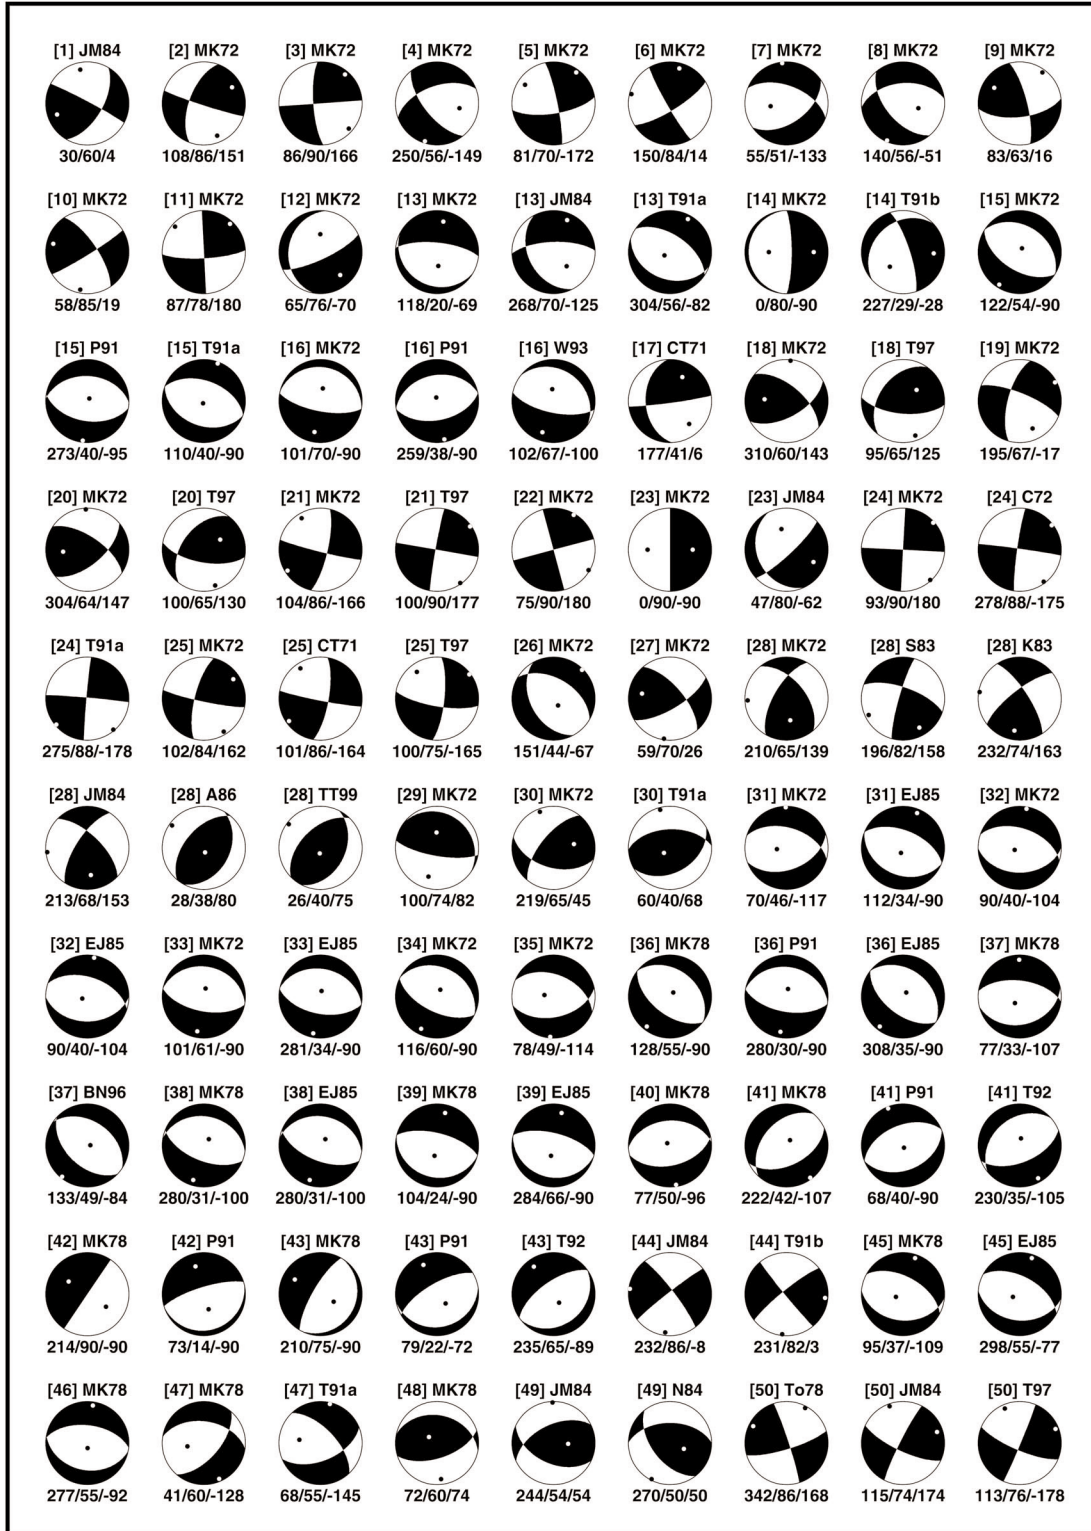 [1] JM84 [2] MK72 [3] MK72 [4] MK72 [5] MK72 [6] MK72 [7] MK72 [8] MK72 [9] MK72
30/60/4 108/86/151 86/90/166 250/56/-149 81/70/-172 150/84/14 55/51/-133 140/56/-51 83/63/16
[10] MK72 [11] MK72 [12] MK72 [13] MK72 [13] JM84 [13] T91a [14] MK72 [14] T91b [15] MK72
58/85/19 87/78/180 65/76/-70 118/20/-69 268/70/-125 304/56/-82 0/80/-90 227/29/-28 122/54/-90
[15] P91 [15] T91a [16] MK72 [16] P91 [16] W93 [17] CT71 [18] MK72 [18] T97 [19] MK72
273/40/-95 110/40/-90 101/70/-90 259/38/-90 102/67/-100 177/41/6 310/60/143 95/65/125 195/67/-17
[20] MK72 [20] T97 [21] MK72 [21] T97 [22] MK72 [23] MK72 [23] JM84 [24] MK72 [24] C72
304/64/147 100/65/130 104/86/-166 100/90/177 75/90/180 0/90/-90 47/80/-62 93/90/180 278/88/-175
[24] T91a [25] MK72 [25] CT71 [25] T97 [26] MK72 [27] MK72 [28] MK72 [28] S83 [28] K83
275/88/-178 102/84/162 101/86/-164 100/75/-165 151/44/-67 59/70/26 210/65/139 196/82/158 232/74/163
[28] JM84 [28] A86 [28] TT99 [29] MK72 [30] MK72 [30] T91a [31] MK72 [31] EJ85 [32] MK72
213/68/153 28/38/80 26/40/75 100/74/82 219/65/45 60/40/68 70/46/-117 112/34/-90 90/40/-104
[32] EJ85 [33] MK72 [33] EJ85 [34] MK72 [35] MK72 [36] MK78 [36] P91 [36] EJ85 [37] MK78
90/40/-104 101/61/-90 281/34/-90 116/60/-90 78/49/-114 128/55/-90 280/30/-90 308/35/-90 77/33/-107
[37] BN96 [38] MK78 [38] EJ85 [39] MK78 [39] EJ85 [40] MK78 [41] MK78 [41] P91 [41] T92
133/49/-84 280/31/-100 280/31/-100 104/24/-90 284/66/-90 77/50/-96 222/42/-107 68/40/-90 230/35/-105
[42] MK78 [42] P91 [43] MK78 [43] P91 [43] T92 [44] JM84 [44] T91b [45] MK78 [45] EJ85
214/90/-90 73/14/-90 210/75/-90 79/22/-72 235/65/-89 232/86/-8 231/82/3 95/37/-109 298/55/-77
[46] MK78 [47] MK78 [47] T91a [48] MK78 [49] JM84 [49] N84 [50] To78 [50] JM84 [50] T97
277/55/-92 41/60/-128 68/55/-145 72/60/74 244/54/54 270/50/50 342/86/168 115/74/174 113/76/-178